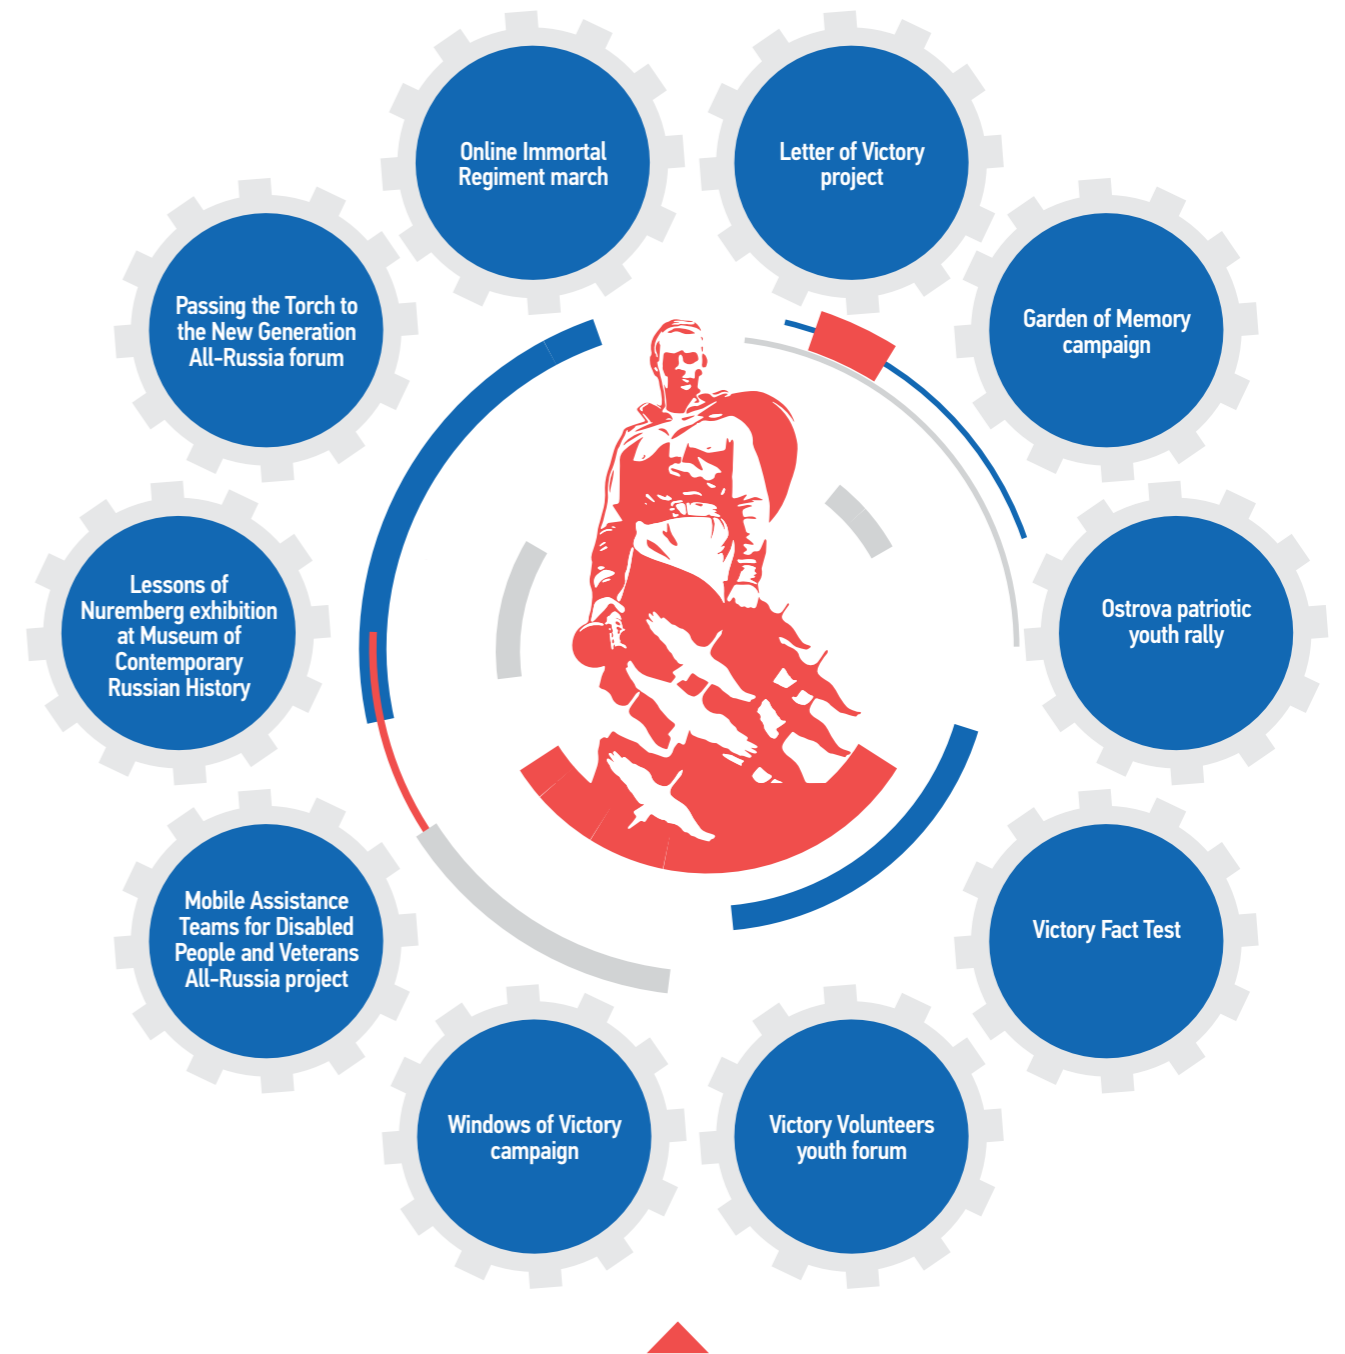 Online Immortal
Regiment march
Letter of Victory
project
Passing the Torch to
the New Generation
All-Russia forum
Garden of Memory
campaign
Lessons of
Nuremberg exhibition
at Museum of
Contemporary
Russian History
Ostrova patriotic
youth rally
Mobile Assistance
Teams for Disabled
People and Veterans
All-Russia project
Victory Fact Test
Windows of Victory
campaign
Victory Volunteers
youth forum